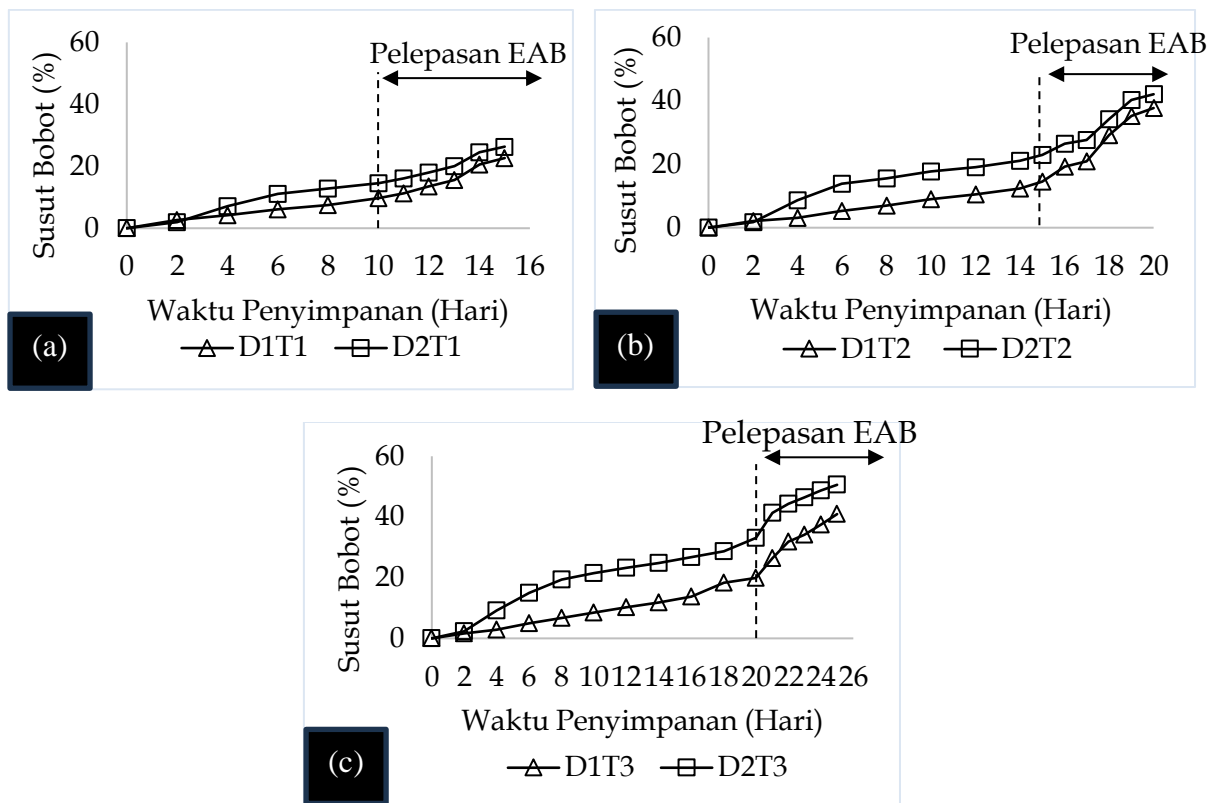 60
40
20
0
Susut Bobot (%)
Pelepasan EAB
0 2 4 6 8 10 12 14 16
Waktu Penyimpanan (Hari)
D1T1 D2T1
(a)
60
40
20
0
Susut Bobot (%)
Pelepasan EAB
0 2 4 6 8 10 12 14 16 18 20
Waktu Penyimpanan (Hari)
D1T2 D2T2
(b)
60
40
20
0
Susut Bobot (%)
Pelepasan EAB
0 2 4 6 8 10 12 14 16 18 20 22 24 26
Waktu Penyimpanan (Hari)
D1T3 D2T3
(c)